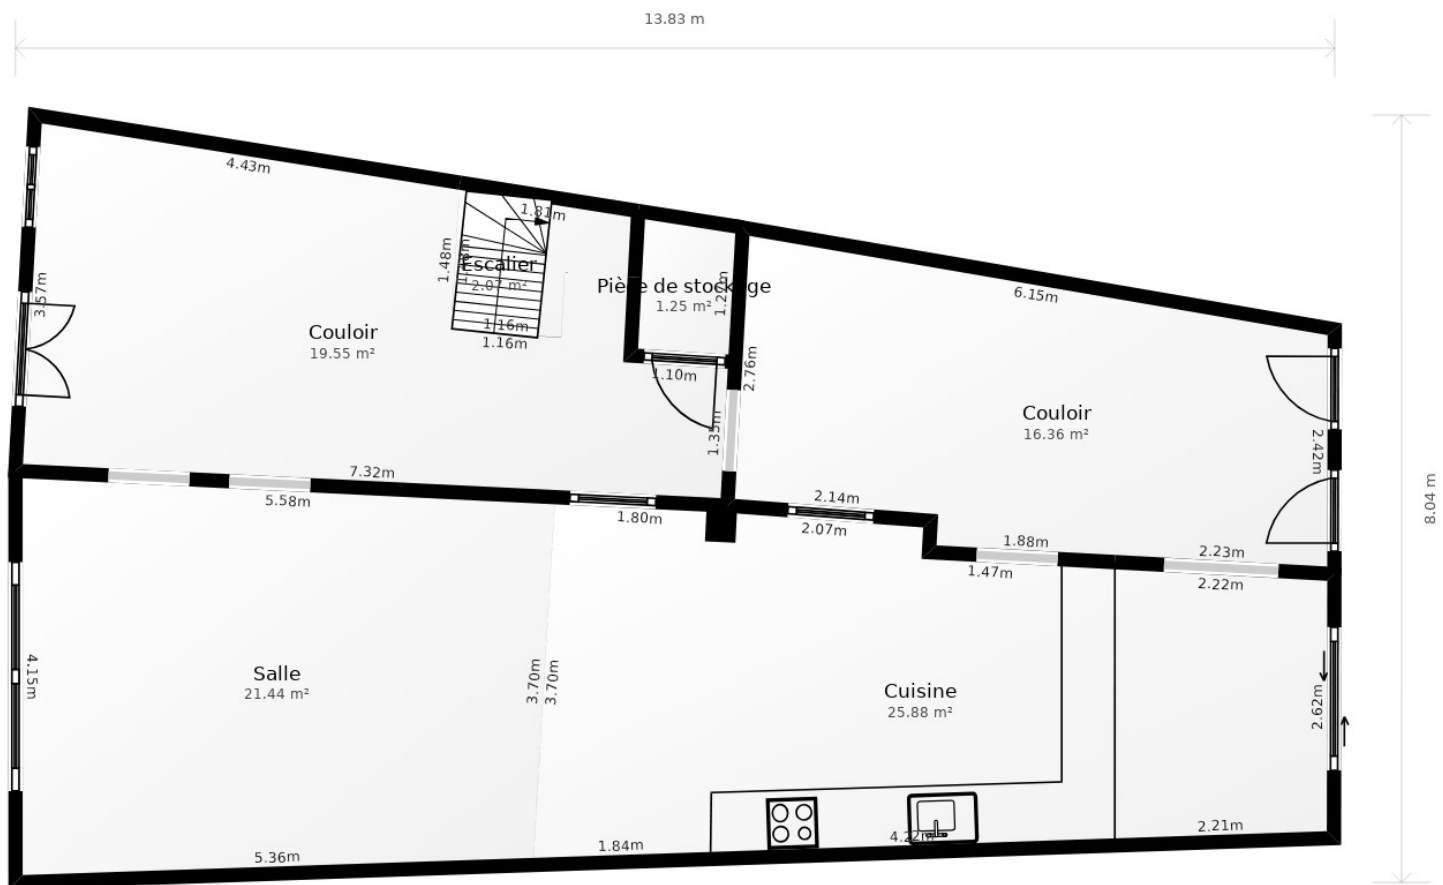 13.83 m
4.43m
1.81m
1.48m
Escalier
2.07 m²
Pièce de stockage
1.25 m²
6.15m
3.57m
Couloir
19.55 m²
1.16m
1.16m
1.10m
2.76m
1.35m
Couloir
16.36 m²
2.42m
8.04 m
7.32m
5.58m
1.80m
2.14m
2.07m
1.88m
1.47m
2.23m
2.22m
4.15m
Salle
21.44 m²
3.70m
3.70m
Cuisine
25.88 m²
2.62m
5.36m
1.84m
4.22m
2.21m